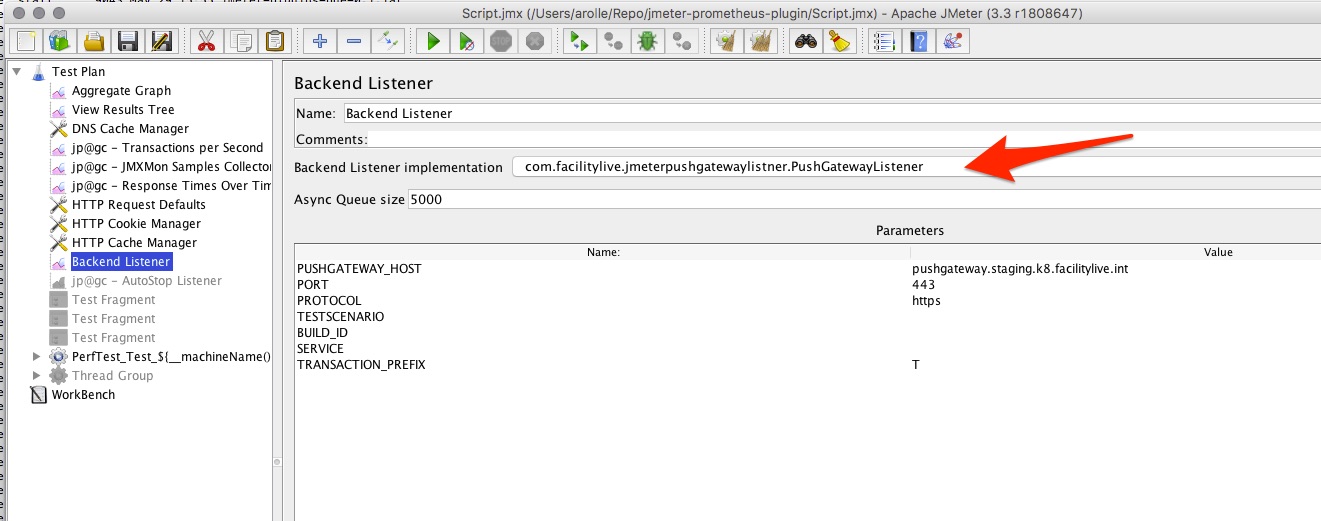 Script.jmx (/Users/arolle/Repo/jmeter-prometheus-plugin/Script.jmx) - Apache JMeter (3.3 r1808647)
STOP
Test Plan
Aggregate Graph
View Results Tree
DNS Cache Manager
jp@gc - Transactions per Second
jp@gc - JMXMon Samples Collector
jp@gc - Response Times Over Tim
HTTP Request Defaults
HTTP Cookie Manager
HTTP Cache Manager
Backend Listener
jp@gc - AutoStop Listener
Test Fragment
Test Fragment
Test Fragment
PerfTest_Test_${__machineName()
Thread Group
WorkBench
Backend Listener
Name: Backend Listener
Comments:
Backend Listener implementation com.facilitylive.jmeterpushgatewaylistner.PushGatewayListener
Async Queue size 5000
Parameters
Name: Value
PUSHGATEWAY_HOST pushgateway.staging.k8.facilitylive.int
PORT 443
PROTOCOL https
TESTSCENARIO
BUILD_ID
SERVICE
TRANSACTION_PREFIX T